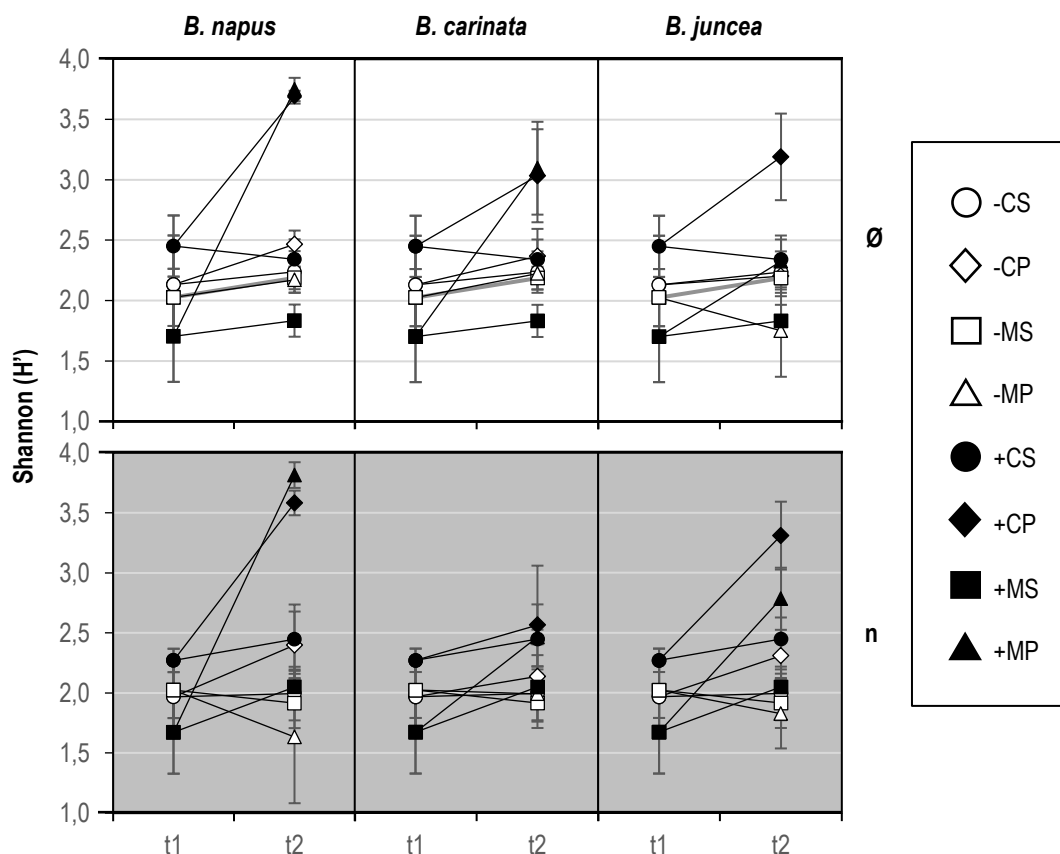 B. napus
B. carinata
B. juncea
Shannon (H')
4,0
3,5
3,0
2,5
2,0
1,5
1,0
Ø
4,0
3,5
3,0
2,5
2,0
1,5
1,0
n
t1
t2
t1
t2
t1
t2
-CS
-CP
-MS
-MP
+CS
+CP
+MS
+MP